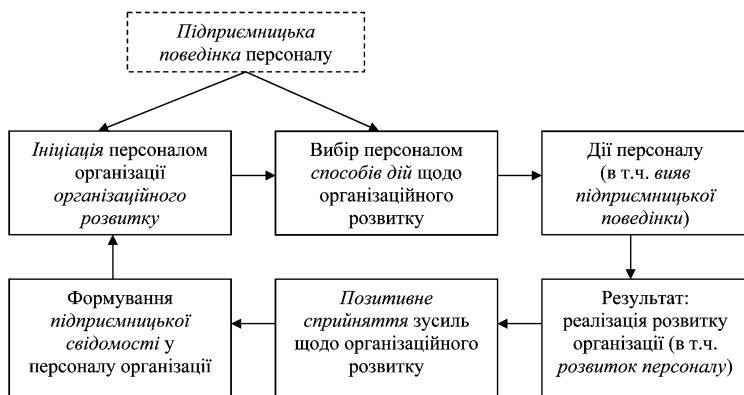 Підприємницька
поведінка персоналу
Ініціація персоналом
організації
організаційного
розвитку
Вибір персоналом
способів дій щодо
організаційного
розвитку
Дії персоналу
(в т.ч. вияв
підприємницької
поведінки)
Формування
підприємницької
свідомості у
персоналу організації
Позитивне
сприйняття зусиль
щодо організаційного
розвитку
Результат:
реалізація розвитку
організації (в т.ч.
розвиток персоналу)